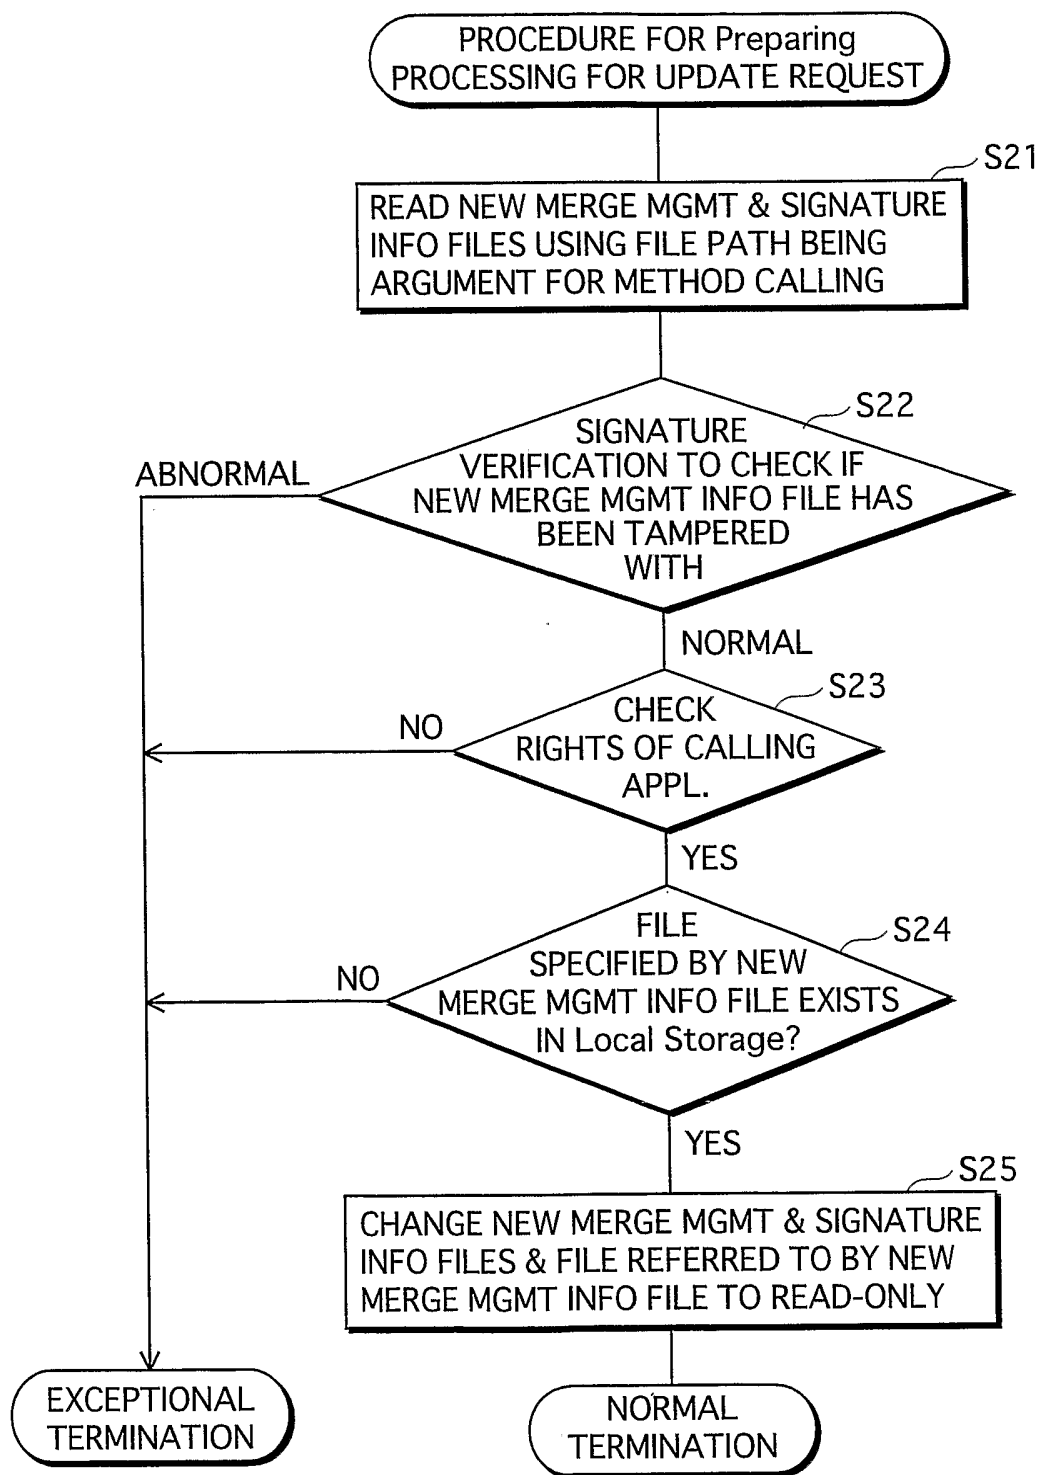 PROCEDURE FOR Preparing
PROCESSING FOR UPDATE REQUEST
S21
READ NEW MERGE MGMT & SIGNATURE
INFO FILES USING FILE PATH BEING
ARGUMENT FOR METHOD CALLING
S22
SIGNATURE
VERIFICATION TO CHECK IF
NEW MERGE MGMT INFO FILE HAS
BEEN TAMPERED
WITH
ABNORMAL
NORMAL
S23
CHECK
RIGHTS OF CALLING
APPL.
NO
YES
S24
FILE
SPECIFIED BY NEW
MERGE MGMT INFO FILE EXISTS
IN Local Storage?
NO
YES
S25
CHANGE NEW MERGE MGMT & SIGNATURE
INFO FILES & FILE REFERRED TO BY NEW
MERGE MGMT INFO FILE TO READ-ONLY
EXCEPTIONAL
TERMINATION
NORMAL
TERMINATION